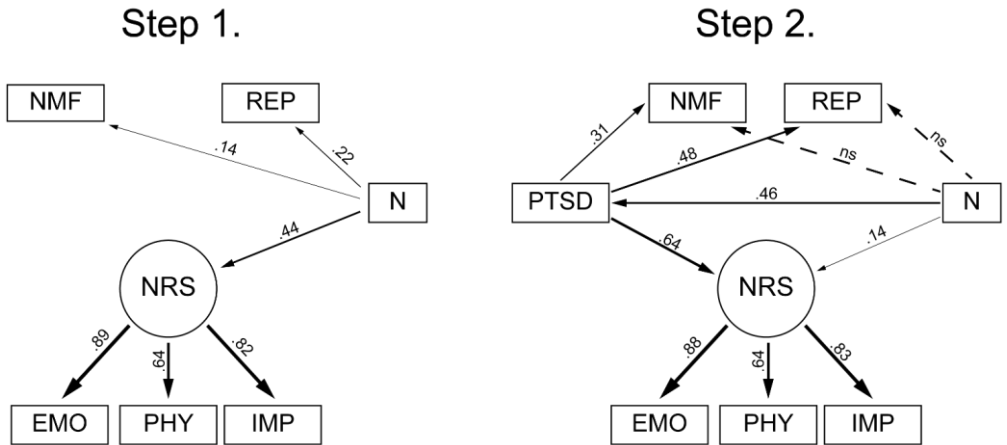 Step 1.
NMF
REP
.14
.22
N
.44
NRS
.89
.64
.82
EMO
PHY
IMP
Step 2.
NMF
REP
.31
.48
ns
ns
PTSD
.46
N
.64
.14
NRS
.88
.64
.83
EMO
PHY
IMP